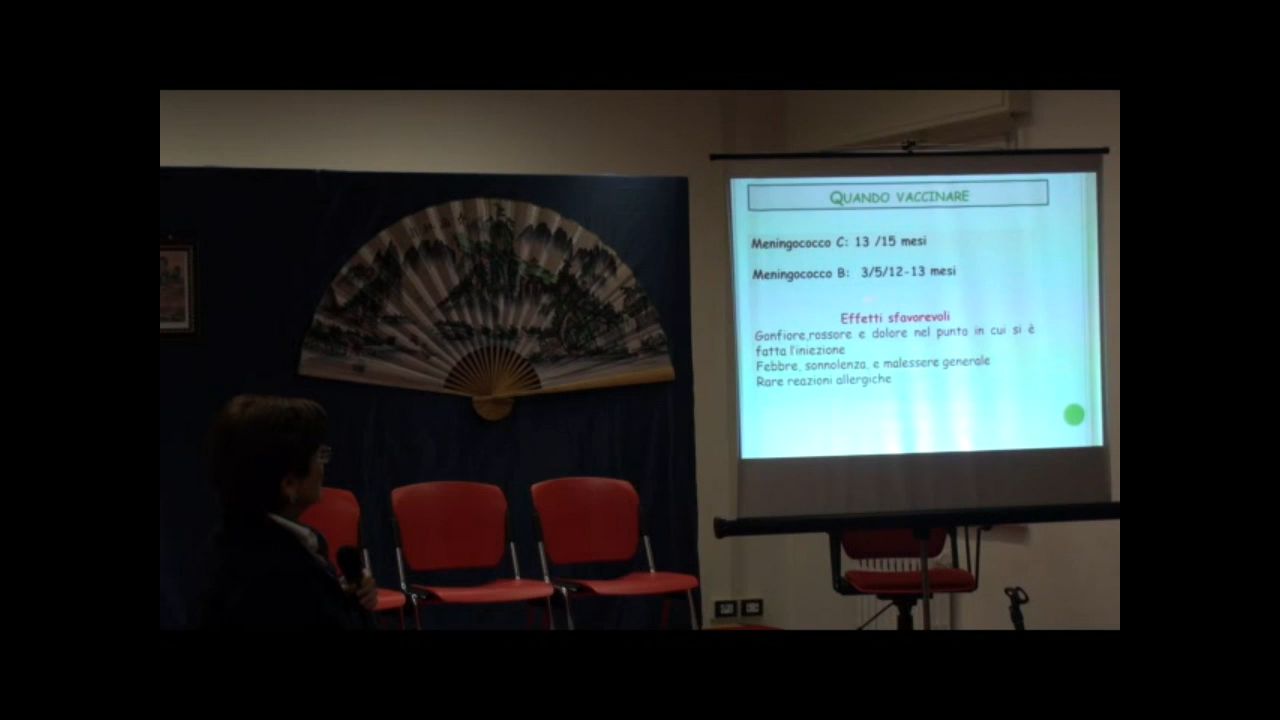 QUANDO VACCINARE
Meningococco C: 13 /15 mesi
Meningococco B: 3/5/12-13 mesi
Effetti sfavorevoli
Gonfiore,rossore e dolore nel punto in cui si è
fatta l'iniezione
Febbre, sonnolenza, e malessere generale
Rare reazioni allergiche